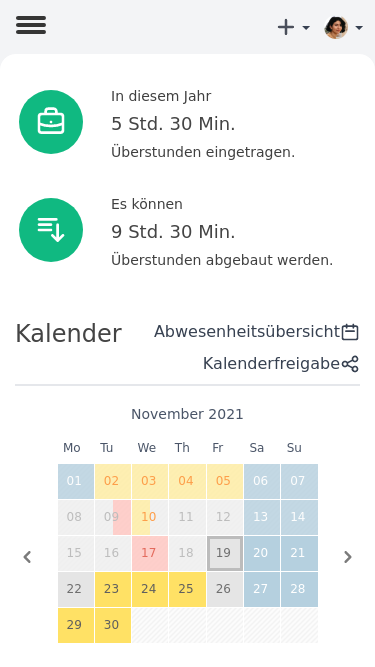 In diesem Jahr
5 Std. 30 Min.
Überstunden eingetragen.
Es können
9 Std. 30 Min.
Überstunden abgebaut werden.
Kalender
Abwesenheitsübersicht
Kalenderfreigabe
November 2021
Mo Tu We Th Fr Sa Su
01 02 03 04 05 06 07
08 09 10 11 12 13 14
15 16 17 18 19 20 21
22 23 24 25 26 27 28
29 30